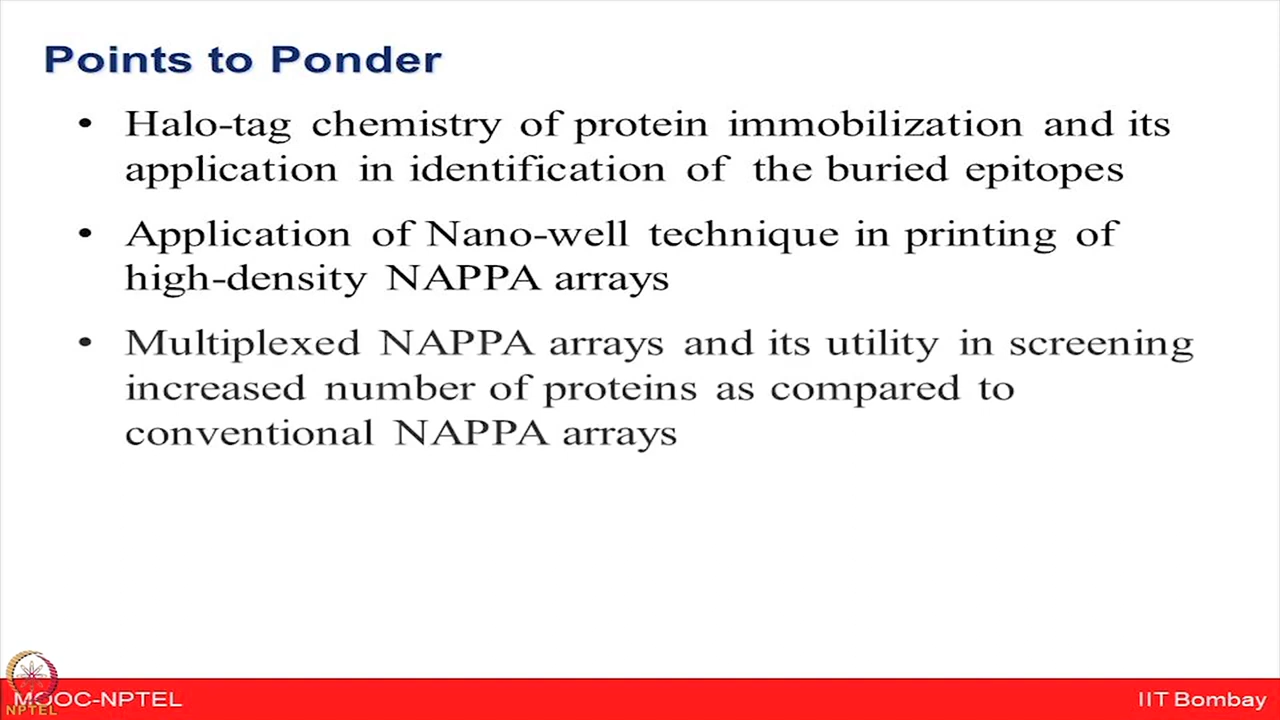 Points to Ponder
• Halo-tag chemistry of protein immobilization and its
application in identification of the buried epitopes
• Application of Nano-well technique in printing of
high-density NAPPA arrays
• Multiplexed NAPPA arrays and its utility in screening
increased number of proteins as compared to
conventional NAPPA arrays
MOOC-NPTEL
NPTEL
IIT Bombay